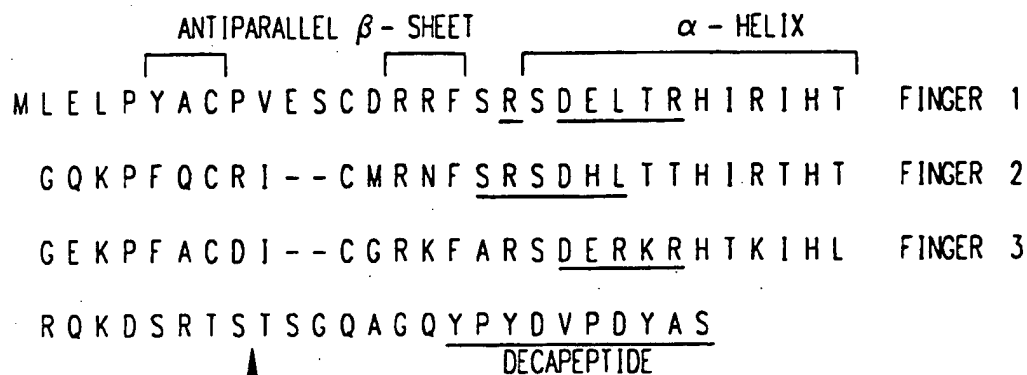 ANTIPARALLEL β - SHEET α - HELIX
M L E L P Y A C P V E S C D R R F S R S D E L T R H I R I H T FINGER 1
G Q K P F Q C R I - - C M R N F S R S D H L T T H I R T H T FINGER 2
G E K P F A C D I - - C G R K F A R S D E R K R H T K I H L FINGER 3
R Q K D S R T S T S G Q A G Q Y P Y D V P D Y A S
DECAPEPTIDE